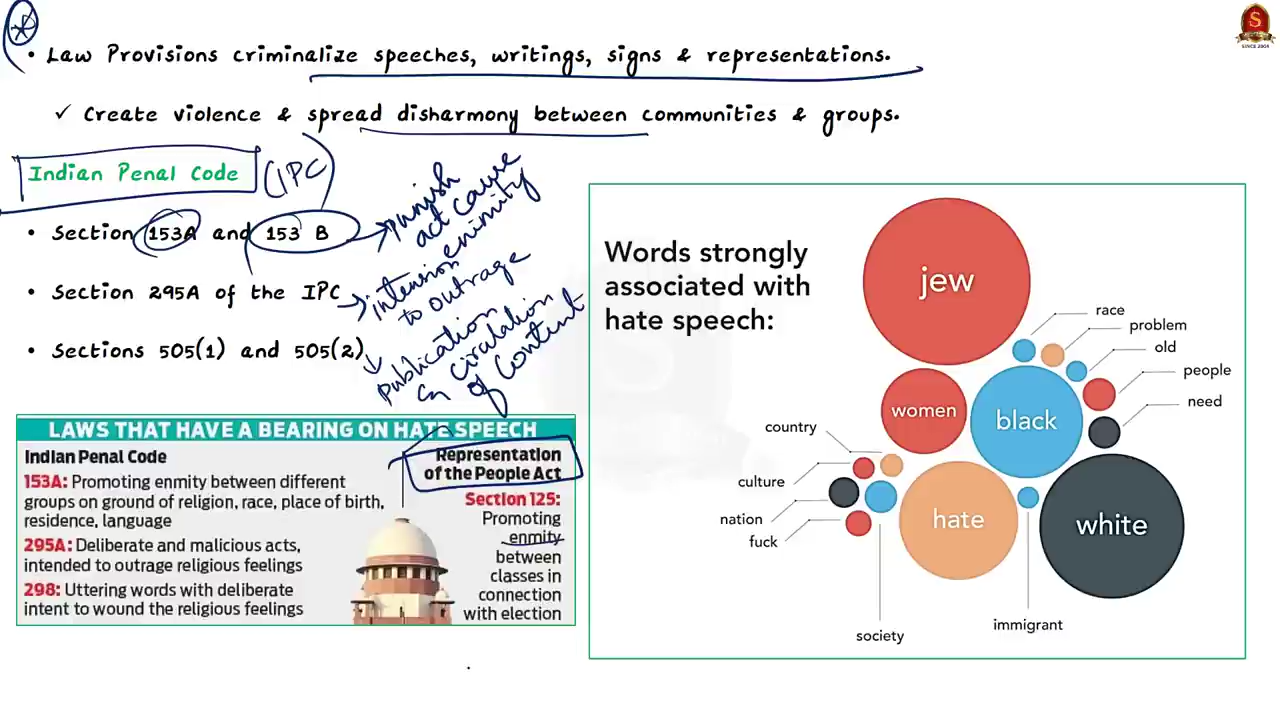 • Law Provisions criminalize speeches, writings, signs & representations.
✓ Create violence & spread disharmony between communities & groups.
Indian Penal Code (IPC)
• Section 153A and 153 B
punish
act cause
enimity
• Section 295A of the IPC
intension
to outrage
• Sections 505(1) and 505(2)
publication
circulation
of Content
LAWS THAT HAVE A BEARING ON HATE SPEECH
Indian Penal Code
153A: Promoting enmity between different
groups on ground of religion, race, place of birth,
residence, language
295A: Deliberate and malicious acts,
intended to outrage religious feelings
298: Uttering words with deliberate
intent to wound the religious feelings
Representation
of the People Act
Section 125:
Promoting
enmity
between
classes in
connection
with election
Words strongly
associated with
hate speech:
jew
race
problem
old
people
need
women
black
country
culture
nation
fuck
hate
white
society
immigrant
S
SINCE 2004